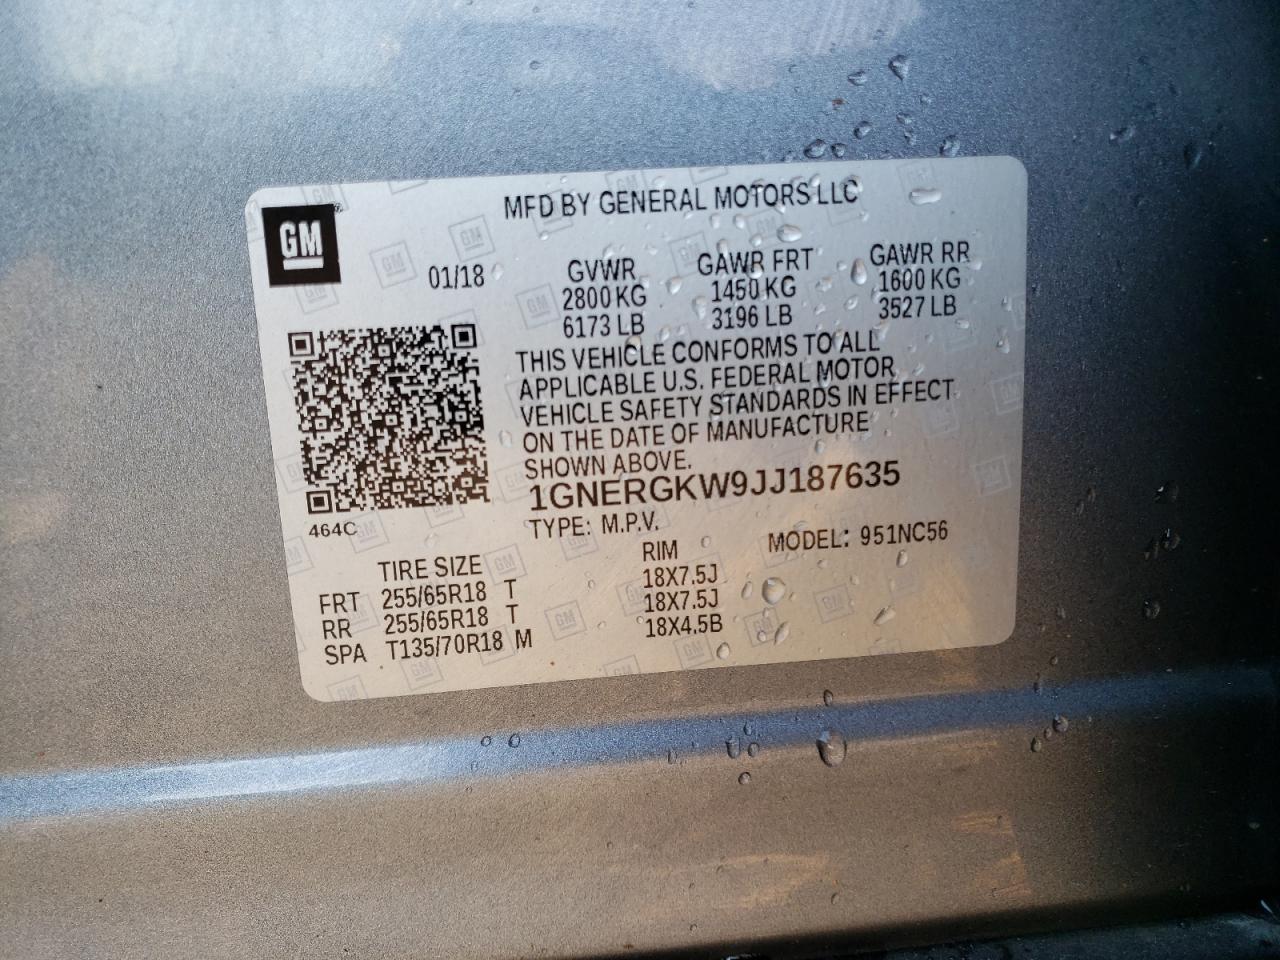 MFD BY GENERAL MOTORS LLC
GM
01/18
GVWR GAWR FRT GAWR RR
2800 KG 1450 KG 1600 KG
6173 LB 3196 LB 3527 LB
THIS VEHICLE CONFORMS TO ALL
APPLICABLE U.S. FEDERAL MOTOR
VEHICLE SAFETY STANDARDS IN EFFECT
ON THE DATE OF MANUFACTURE
SHOWN ABOVE.
1GNERGKW9JJ187635
464C
TYPE: M.P.V. MODEL: 951NC56
TIRE SIZE RIM
FRT 255/65R18 T 18X7.5J
RR 255/65R18 T 18X7.5J
SPA T135/70R18 M 18X4.5B